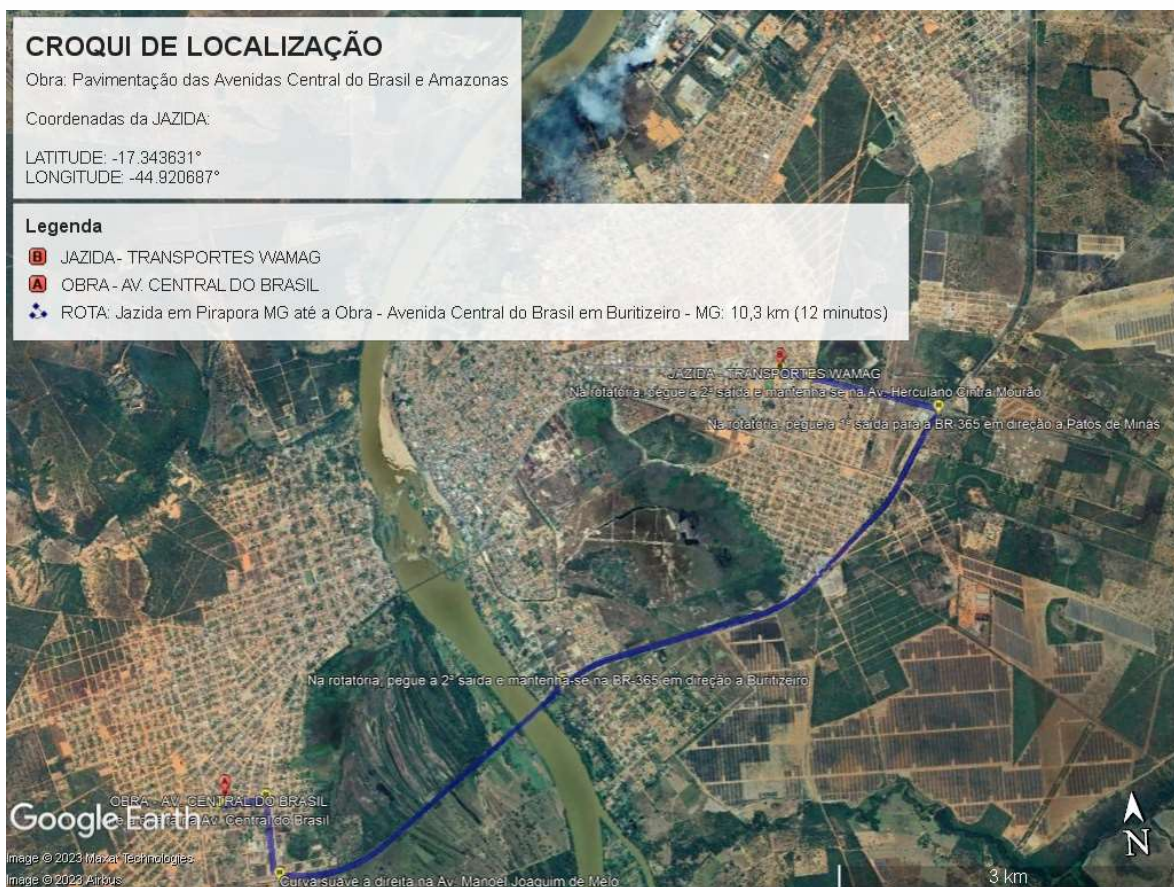 CROQUI DE LOCALIZAÇÃO
Obra: Pavimentação das Avenidas Central do Brasil e Amazonas
Coordenadas da JAZIDA:
LATITUDE: -17.343631°
LONGITUDE: -44.920687°
Legenda
B JAZIDA- TRANSPORTES WAMAG
A OBRA - AV. CENTRAL DO BRASIL
ROTA: Jazida em Pirapora MG até a Obra - Avenida Central do Brasil em Buritizeiro - MG: 10,3 km (12 minutos)
B
JAZIDA - TRANSPORTES WAMAG
Na rotatória, pegue a 2ª saída e mantenha-se na Av. Herculano Cintra Mourão
Na rotatória, pegue a 1ª saída para a BR-365 em direção a Patos de Minas
Na rotatória, pegue a 2ª saída e mantenha-se na BR-365 em direção a Buritizeiro
A
OBRA - AV. CENTRAL DO BRASIL
Av. Central do Brasil
Google Earth
Image © 2023 Maxar Technologies
Image © 2023 Airbus
Curva suave à direita na Av. Manoel Joaquim de Melo
N
3 km